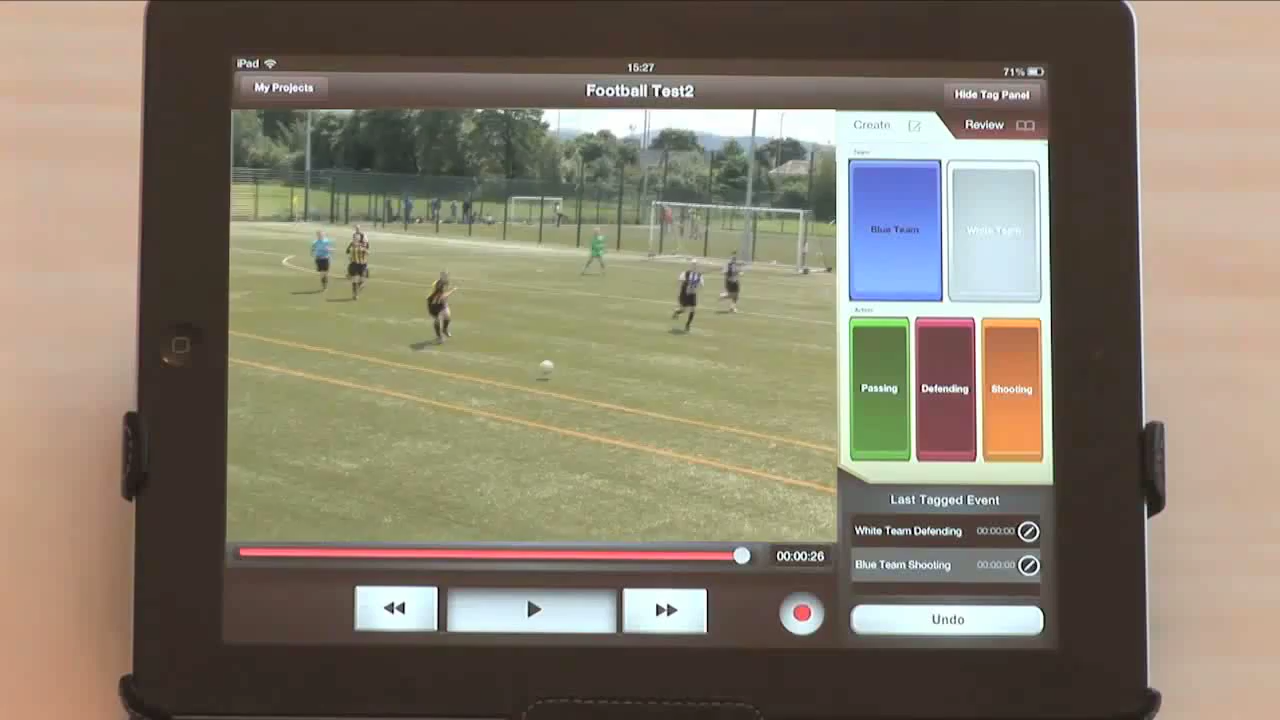 iPad
15:27
71%
My Projects
Football Test2
Hide Tag Panel
Create
Review
Team
Blue Team
White Team
Action
Passing
Defending
Shooting
Last Tagged Event
White Team Defending 00:00:00
Blue Team Shooting 00:00:00
00:00:26
Undo